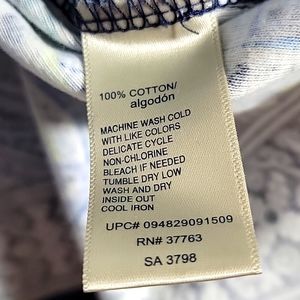 100% COTTON/
algodón
MACHINE WASH COLD
WITH LIKE COLORS
DELICATE CYCLE
NON-CHLORINE
BLEACH IF NEEDED
TUMBLE DRY LOW
WASH AND DRY
INSIDE OUT
COOL IRON
UPC# 094829091509
RN# 37763
SA 3798